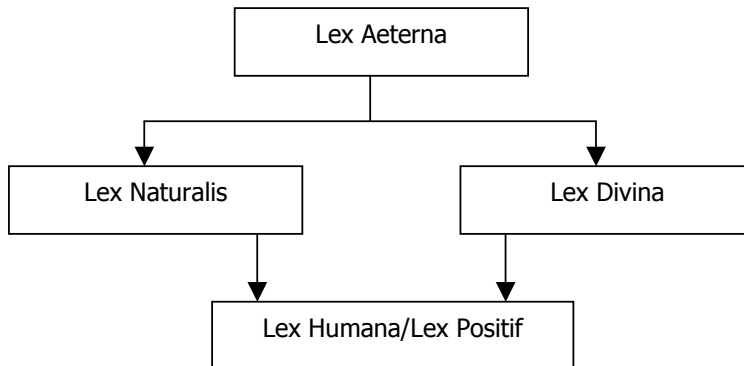 Lex Aeterna
Lex Naturalis
Lex Divina
Lex Humana/Lex Positif